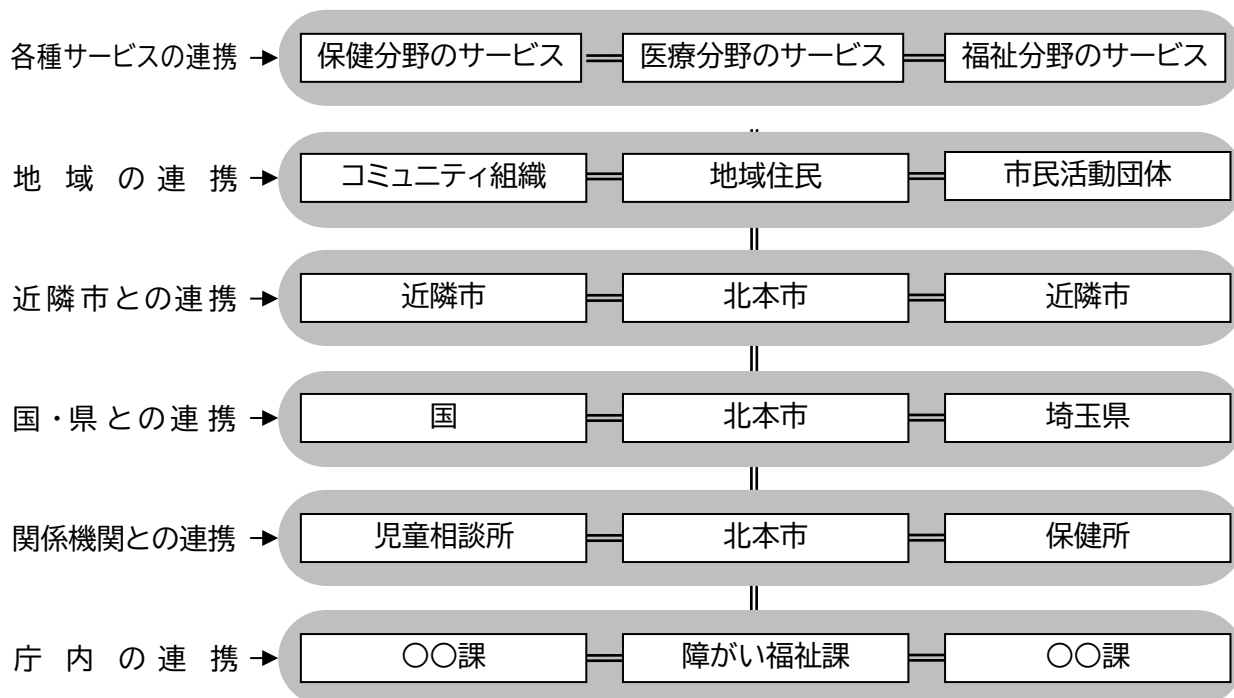 各種サービスの連携 保健分野のサービス 医療分野のサービス 福祉分野のサービス
地域の連携 コミュニティ組織 地域住民 市民活動団体
近隣市との連携 近隣市 北本市 近隣市
国・県との連携 国 北本市 埼玉県
関係機関との連携 児童相談所 北本市 保健所
庁内の連携 〇〇課 障がい福祉課 〇〇課